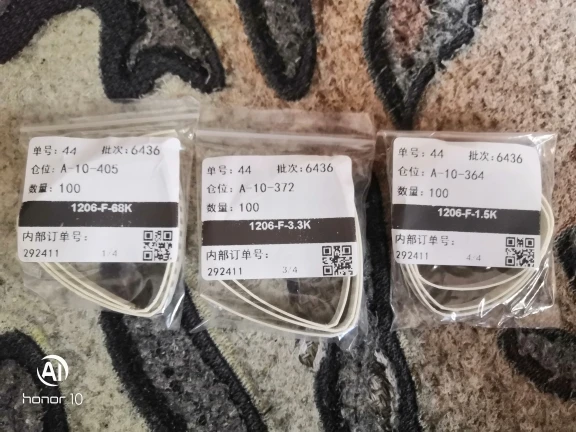 单号: 44 批次:6436
仓位: A-10-405
数量: 100
1206-F-68K
内部订单号:
292411 1/4
单号: 44 批次:6436
仓位: A-10-372
数量: 100
1206-F-3.3K
内部订单号:
292411 3/4
单号: 44 批次:6436
仓位: A-10-364
数量: 100
1206-F-1.5K
内部订单号:
292411 4/4
AI
honor 10